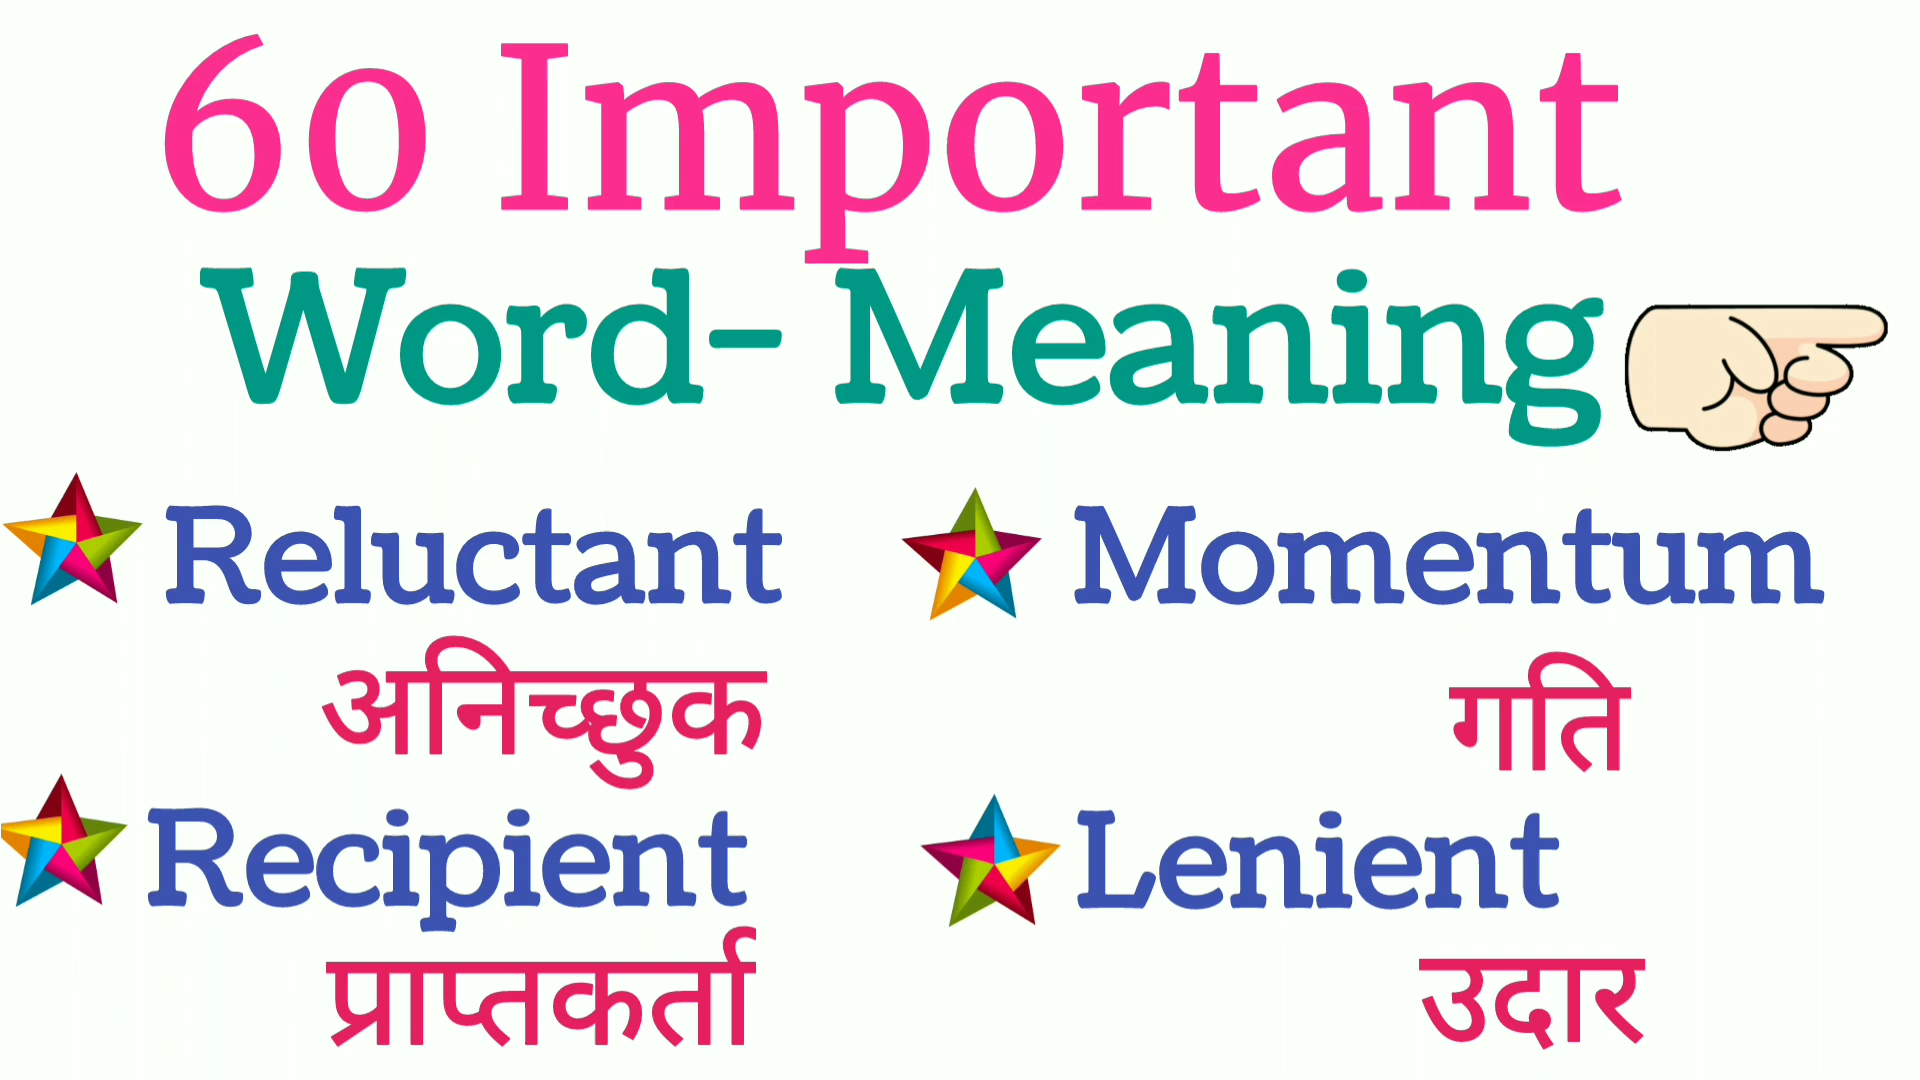 60 Important
Word- Meaning
Reluctant
अनिच्छुक
Momentum
गति
Recipient
प्राप्तकर्ता
Lenient
उदार